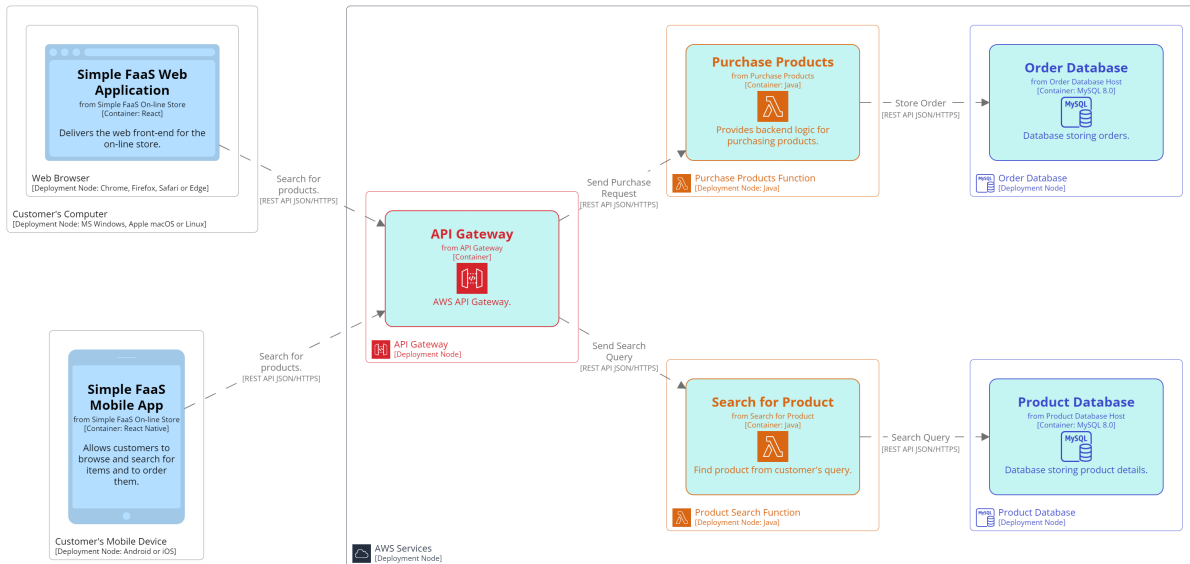 Simple FaaS Web
Application
from Simple FaaS On-line Store
[Container: React]
Delivers the web front-end for the
on-line store.
Web Browser
[Deployment Node: Chrome, Firefox, Safari or Edge]
Customer's Computer
[Deployment Node: MS Windows, Apple macOS or Linux]
Search for
products.
[REST API JSON/HTTPS]
Simple FaaS
Mobile App
from Simple FaaS On-line Store
[Container: React Native]
Allows customers to
browse and search for
items and to order
them.
Customer's Mobile Device
[Deployment Node: Android or iOS]
Search for
products.
[REST API JSON/HTTPS]
API Gateway
from API Gateway
[Container]
AWS API Gateway.
API Gateway
[Deployment Node]
Send Purchase
Request
[REST API JSON/HTTPS]
Send Search
Query
[REST API JSON/HTTPS]
Purchase Products
from Purchase Products
[Container: Java]
Provides backend logic for
purchasing products.
Purchase Products Function
[Deployment Node: Java]
Store Order
[REST API JSON/HTTPS]
Order Database
from Order Database Host
[Container: MySQL 8.0]
MySQL
Database storing orders.
MySQL
Order Database
[Deployment Node]
Search for Product
from Search for Product
[Container: Java]
Find product from customer's query.
Product Search Function
[Deployment Node: Java]
Search Query
[REST API JSON/HTTPS]
Product Database
from Product Database Host
[Container: MySQL 8.0]
MySQL
Database storing product details.
MySQL
Product Database
[Deployment Node]
AWS Services
[Deployment Node]